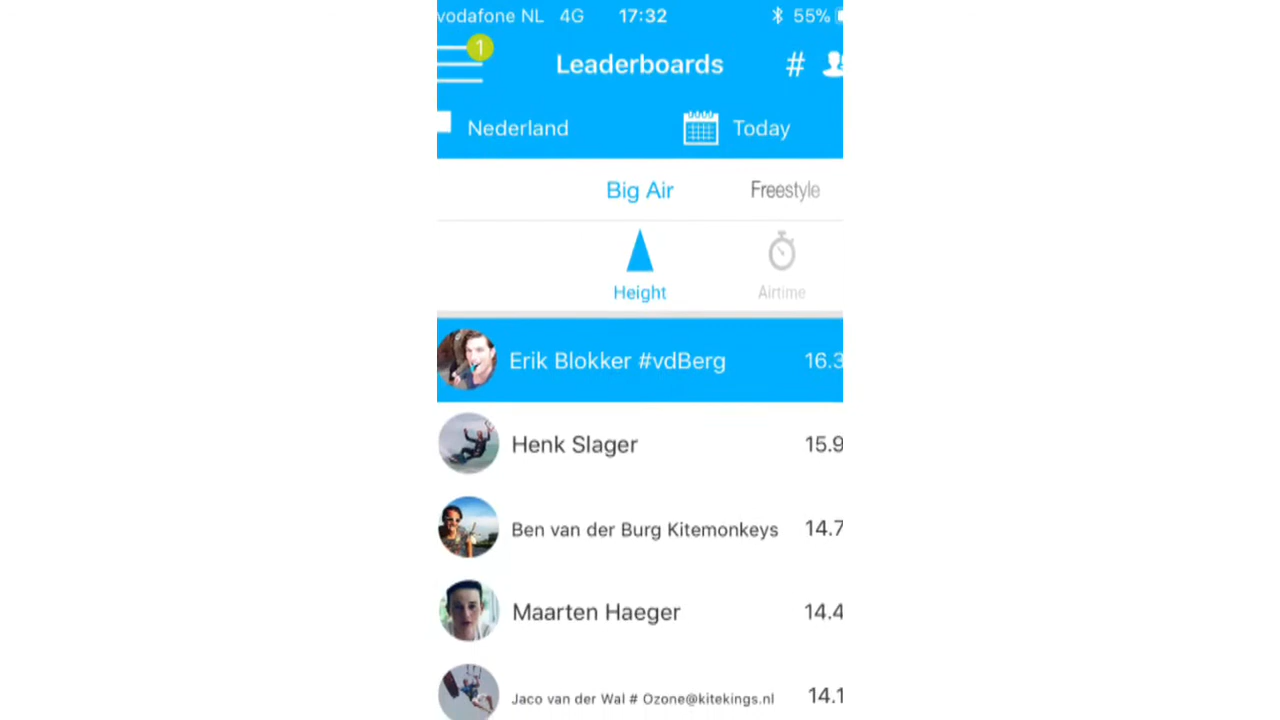 vodafone NL 4G 17:32 55%
1
Leaderboards #
Nederland Today
Big Air Freestyle
Height Airtime
Erik Blokker #vdBerg 16.3
Henk Slager 15.9
Ben van der Burg Kitemonkeys 14.7
Maarten Haeger 14.4
Jaco van der Wal # Ozone@kitekings.nl 14.1